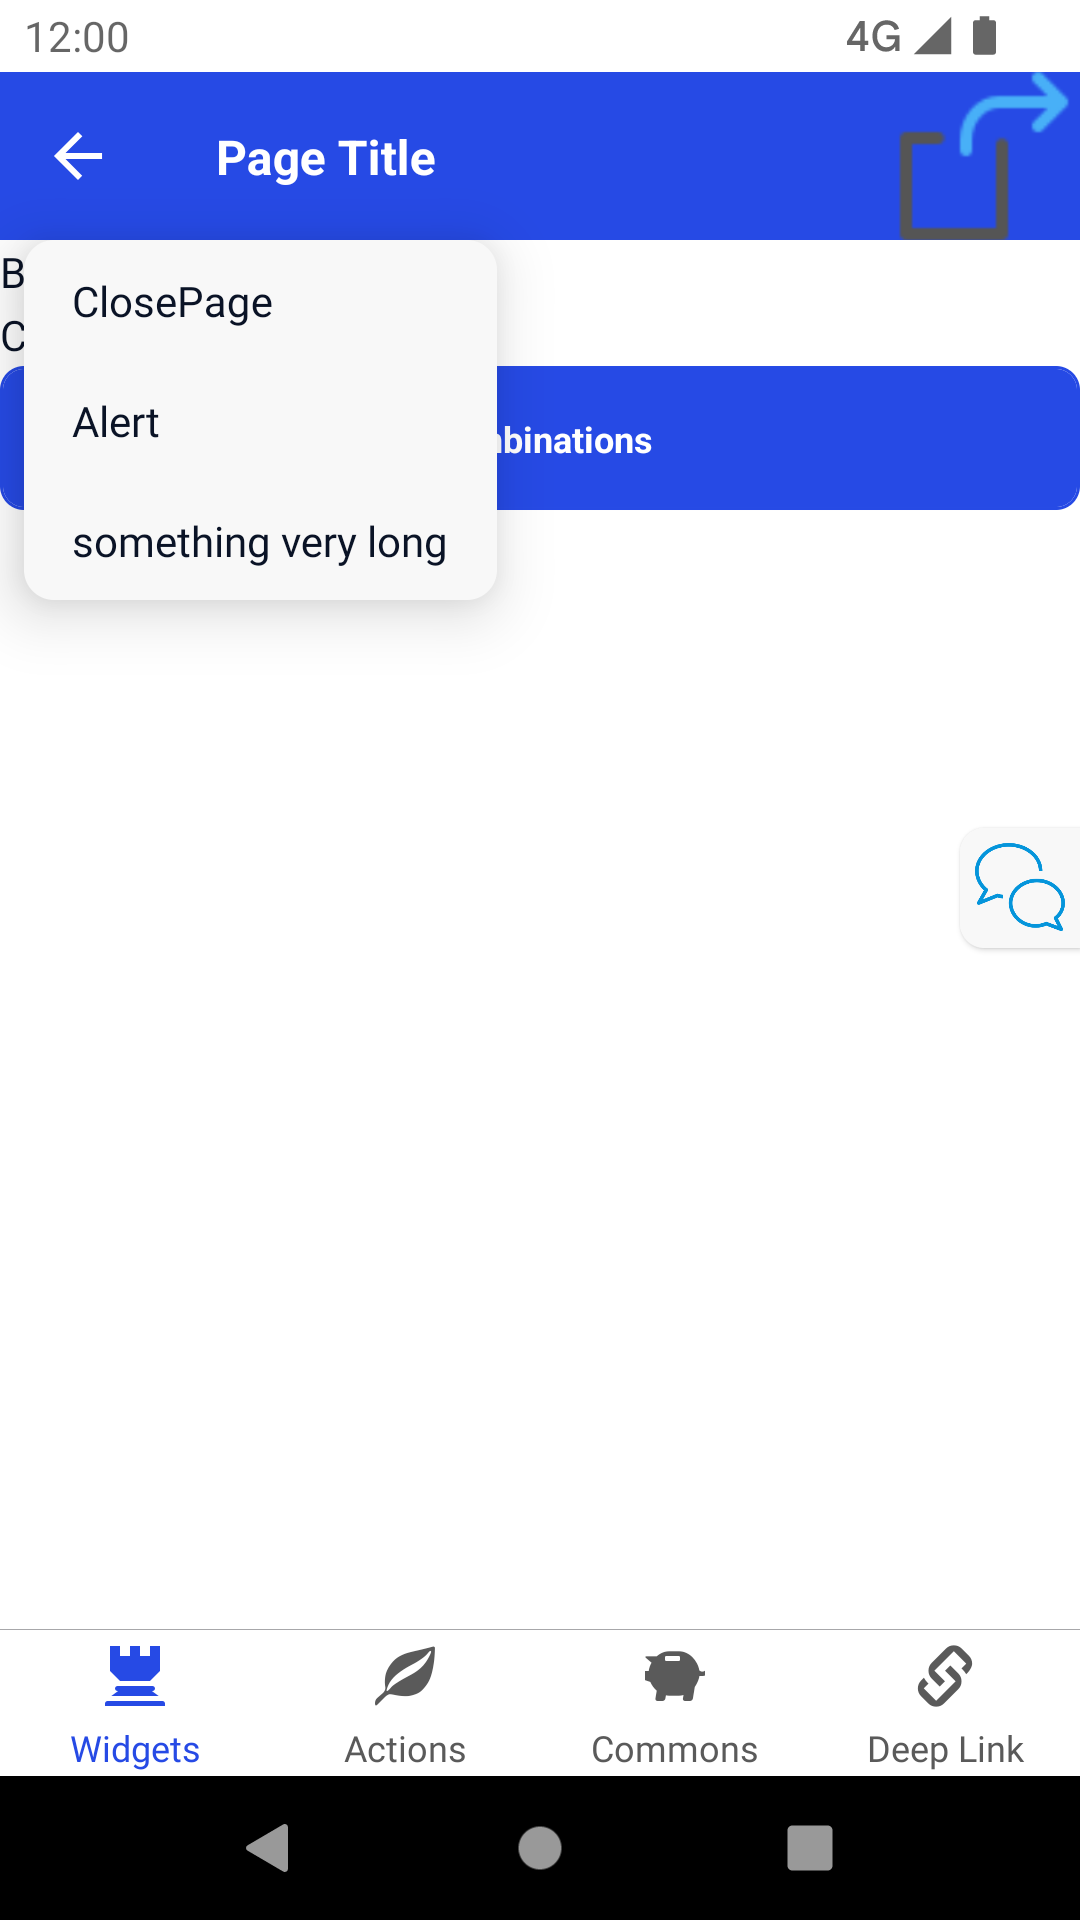 12:00 4G
Page Title
B
C
ClosePage
Alert
something very long
binations
Widgets Actions Commons Deep Link